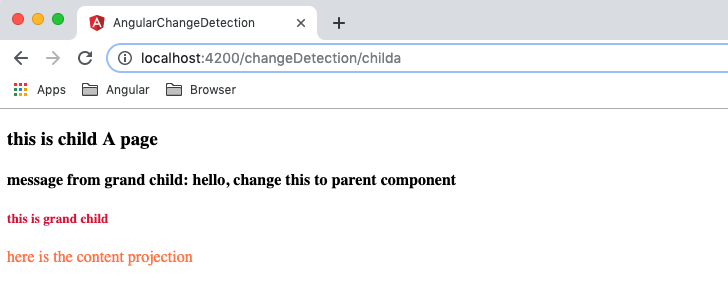 AngularChangeDetection
localhost:4200/changeDetection/childa
Apps Angular Browser
this is child A page
message from grand child: hello, change this to parent component
this is grand child
here is the content projection